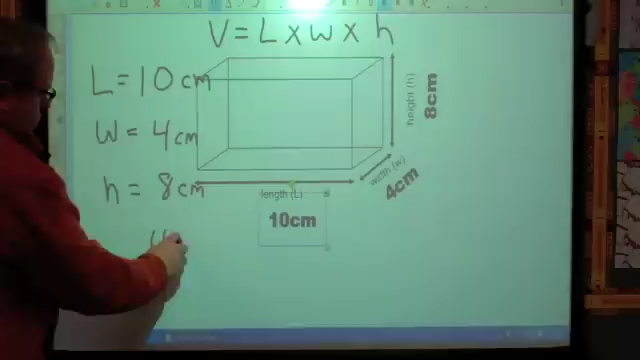 V = L x W x h
L = 10 cm
W = 4 cm
h = 8 cm
height (h)
8cm
width (w)
4cm
length (L)
10cm